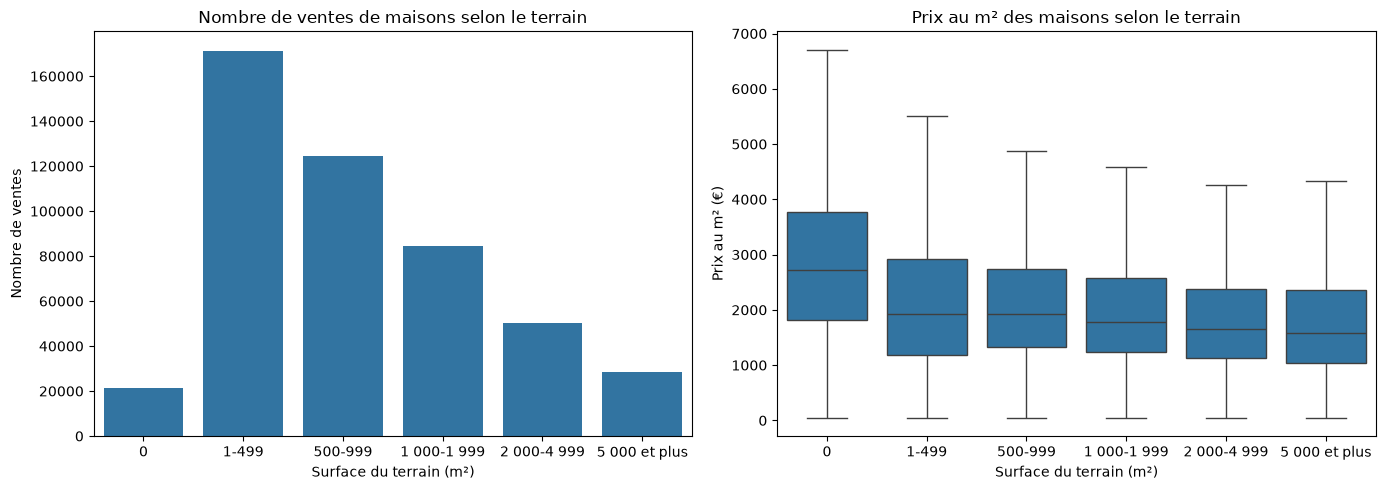 Nombre de ventes de maisons selon le terrain
Nombre de ventes
160000
140000
120000
100000
80000
60000
40000
20000
0
0 1-499 500-999 1 000-1 999 2 000-4 999 5 000 et plus
Surface du terrain (m²)
Prix au m² des maisons selon le terrain
Prix au m² (€)
7000
6000
5000
4000
3000
2000
1000
0
0 1-499 500-999 1 000-1 999 2 000-4 999 5 000 et plus
Surface du terrain (m²)